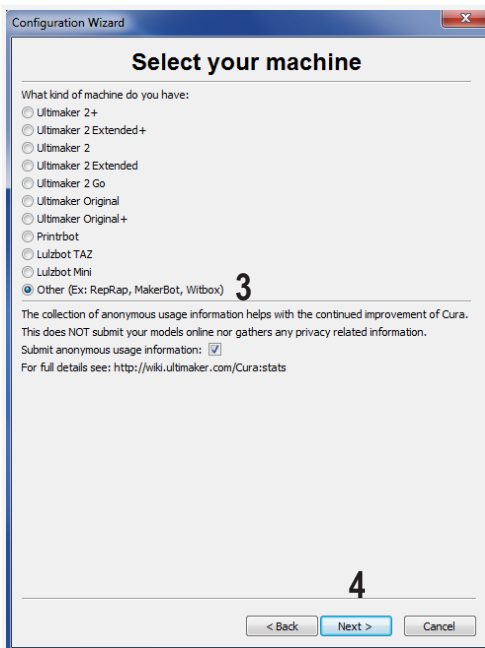 Configuration Wizard
x
Select your machine
What kind of machine do you have:
Ultimaker 2+
Ultimaker 2 Extended+
Ultimaker 2
Ultimaker 2 Extended
Ultimaker 2 Go
Ultimaker Original
Ultimaker Original+
Printrbot
Lulzbot TAZ
Lulzbot Mini
Other (Ex: RepRap, MakerBot, Witbox) 3
The collection of anonymous usage information helps with the continued improvement of Cura.
This does NOT submit your models online nor gathers any privacy related information.
Submit anonymous usage information:
For full details see: http://wiki.ultimaker.com/Cura:stats
4
< Back Next > Cancel